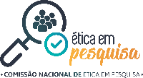 ética em
pesquisa
• COMISSÃO NACIONAL DE ÉTICA EM PESQUISA •